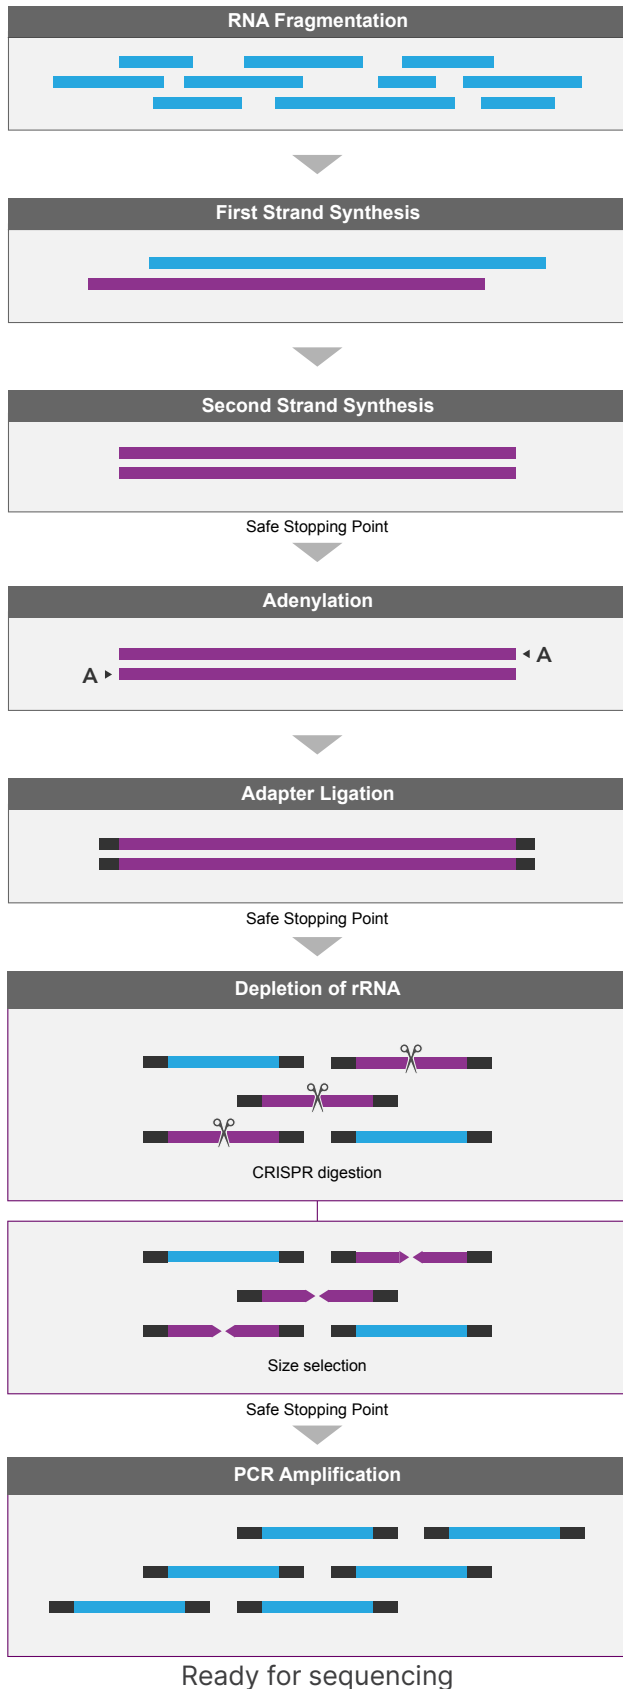 RNA Fragmentation
First Strand Synthesis
Second Strand Synthesis
Safe Stopping Point
Adenylation
A
A
Adapter Ligation
Safe Stopping Point
Depletion of rRNA
CRISPR digestion
Size selection
Safe Stopping Point
PCR Amplification
Ready for sequencing